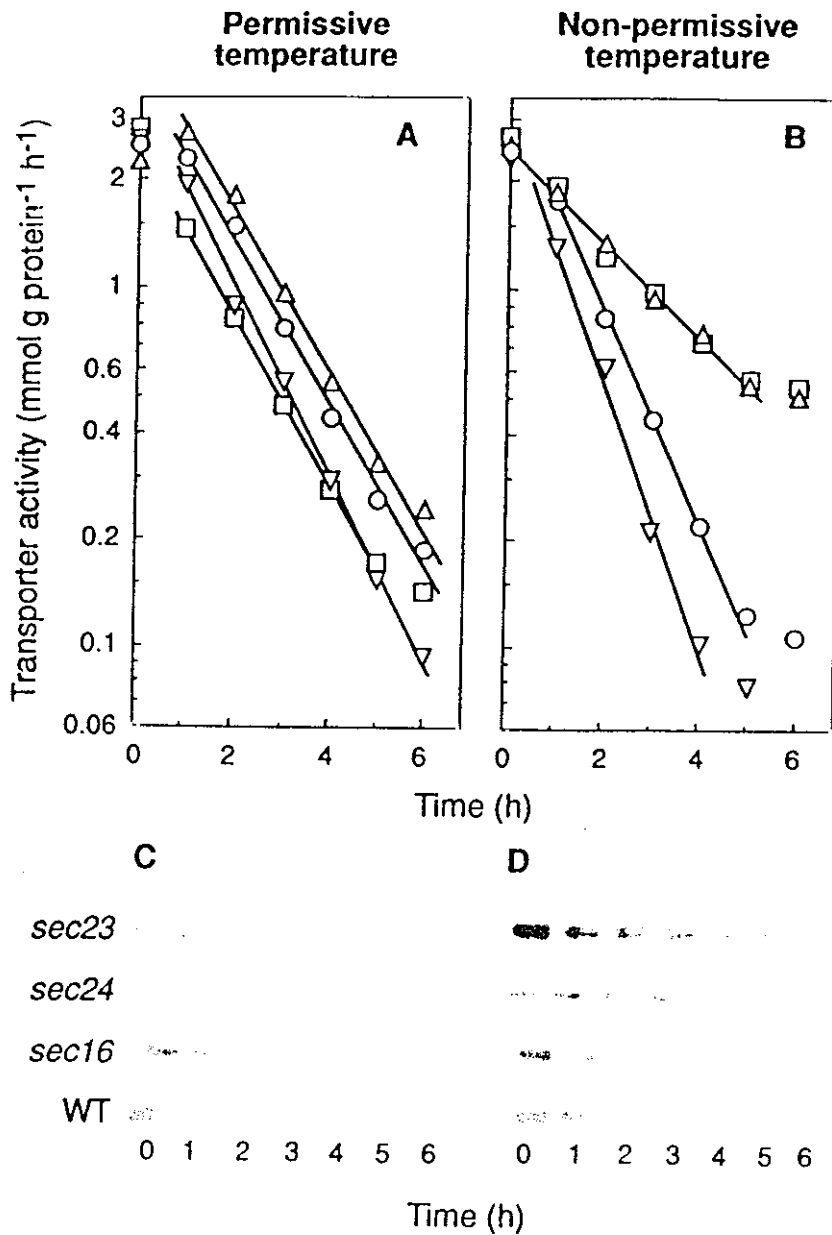 Permissive temperature
Non-permissive temperature
Transporter activity (mmol g protein-1 h-1)
A
B
3
2
1
0.6
0.4
0.2
0.1
0.06
0 2 4 6
0 2 4 6
Time (h)
C
D
sec23
sec24
sec16
WT
0 1 2 3 4 5 6
0 1 2 3 4 5 6
Time (h)